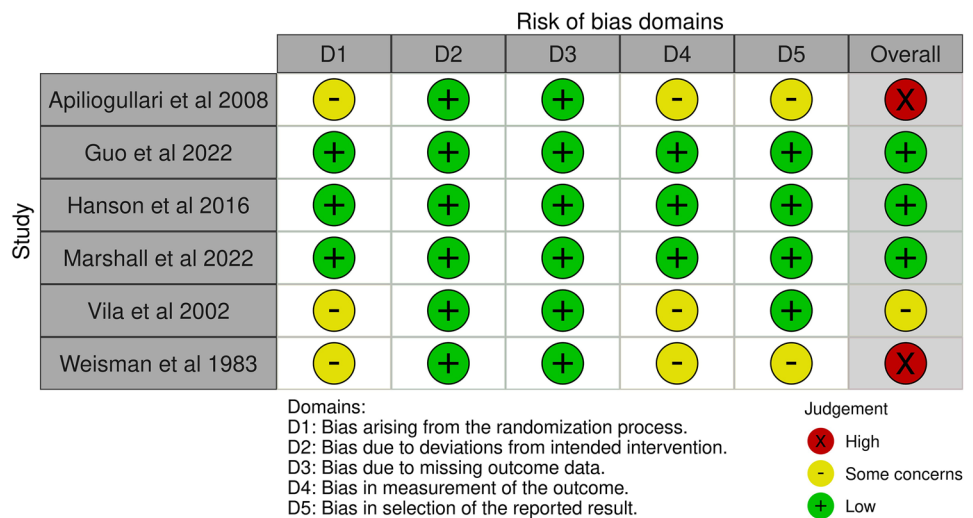 Risk of bias domains
D1 D2 D3 D4 D5 Overall
Study
Apiliogullari et al 2008 - + + - - X
Guo et al 2022 + + + + + +
Hanson et al 2016 + + + + + +
Marshall et al 2022 + + + + + +
Vila et al 2002 - + + - + -
Weisman et al 1983 - + + - - X
Domains:
D1: Bias arising from the randomization process.
D2: Bias due to deviations from intended intervention.
D3: Bias due to missing outcome data.
D4: Bias in measurement of the outcome.
D5: Bias in selection of the reported result.
Judgement
X High
- Some concerns
+ Low